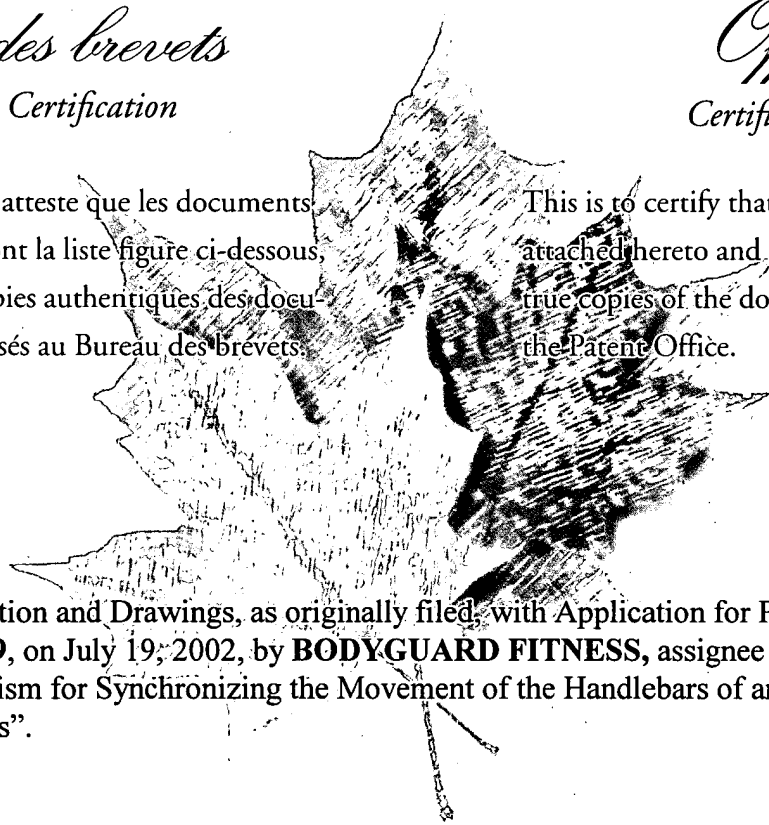 des brevets
Certification
atteste que les documents
nt la liste figure ci-dessous,
pies authentiques des docu-
sés au Bureau des brevets.
Certifi
This is to certify that
attached hereto and
true copies of the do
the Patent Office.
tion and Drawings, as originally filed, with Application for P
9, on July 19, 2002, by BODYGUARD FITNESS, assignee
ism for Synchronizing the Movement of the Handlebars of a
s”.